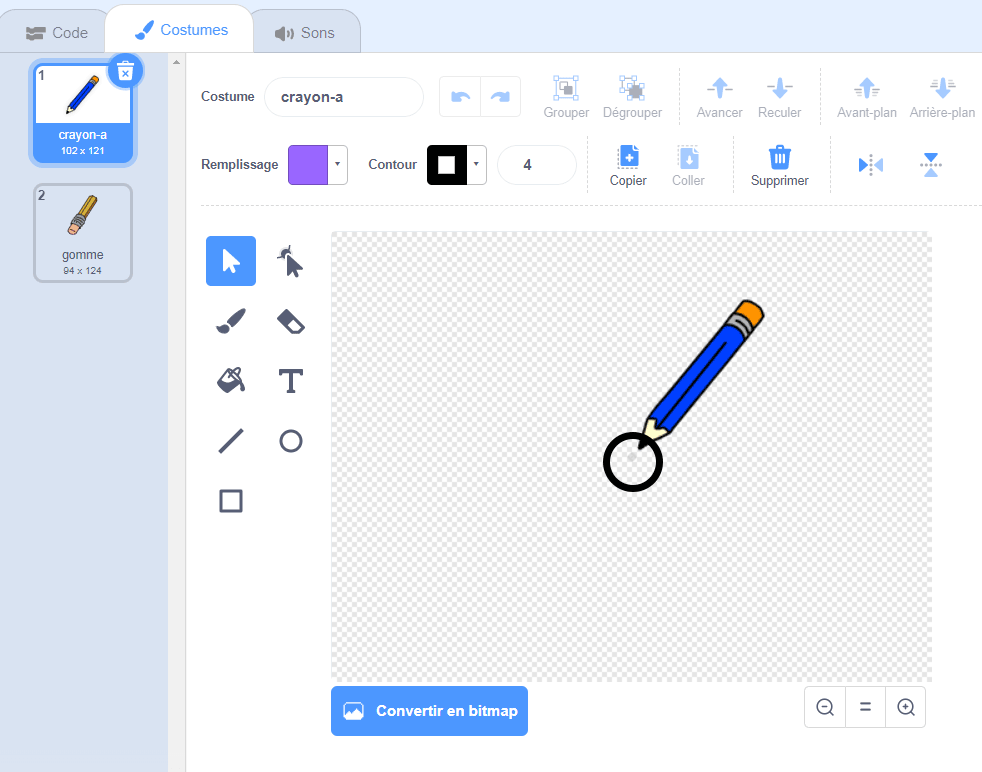 Code
Costumes
Sons
1
crayon-a
102 x 121
2
gomme
94 x 124
Costume
crayon-a
Grouper
Dégrouper
Avancer
Reculer
Avant-plan
Arrière-plan
Remplissage
Contour
4
Copier
Coller
Supprimer
T
Convertir en bitmap